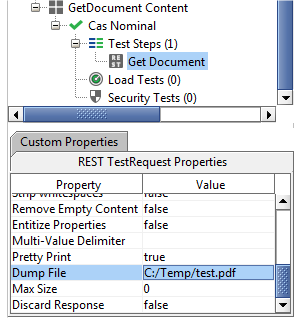 GetDocument Content
Cas Nominal
Test Steps (1)
REST Get Document
Load Tests (0)
Security Tests (0)
Custom Properties
REST TestRequest Properties
Property Value
Strip whitespaces false
Remove Empty Content false
Entitize Properties false
Multi-Value Delimiter
Pretty Print true
Dump File C:/Temp/test.pdf
Max Size 0
Discard Response false